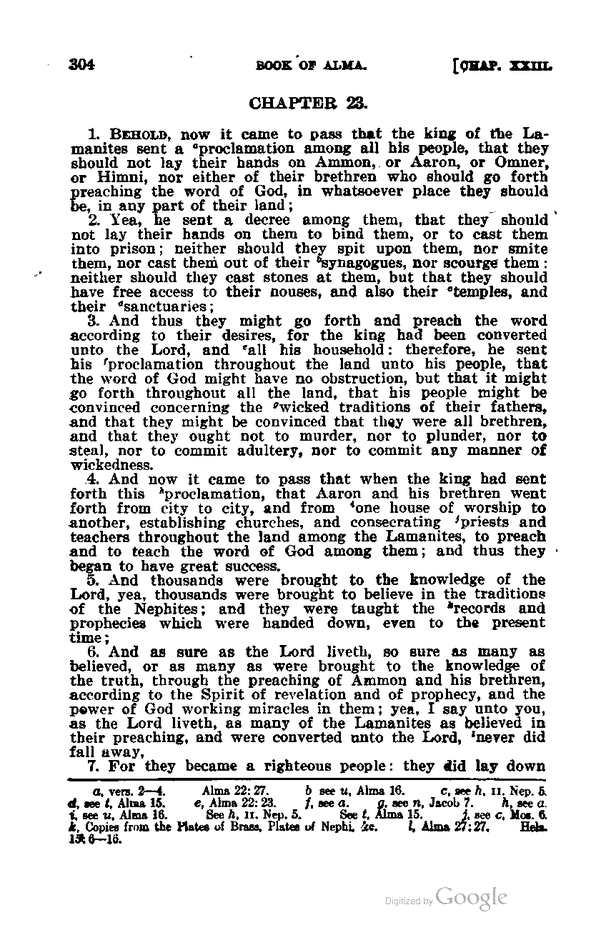 304 BOOK OF ALMA. [CHAP. XXIII.
CHAPTER 23.
1. BEHOLD, now it came to pass that the king of the La-
manites sent a ᵃproclamation among all his people, that they
should not lay their hands on Ammon, or Aaron, or Omner,
or Himni, nor either of their brethren who should go forth
preaching the word of God, in whatsoever place they should
be, in any part of their land;
2. Yea, he sent a decree among them, that they should
not lay their hands on them to bind them, or to cast them
into prison; neither should they spit upon them, nor smite
them, nor cast them out of their ᵇsynagogues, nor scourge them:
neither should they cast stones at them, but that they should
have free access to their houses, and also their ᶜtemples, and
their ᵈsanctuaries;
3. And thus they might go forth and preach the word
according to their desires, for the king had been converted
unto the Lord, and ᵉall his household: therefore, he sent
his ᶠproclamation throughout the land unto his people, that
the word of God might have no obstruction, but that it might
go forth throughout all the land, that his people might be
convinced concerning the ᵍwicked traditions of their fathers,
and that they might be convinced that they were all brethren,
and that they ought not to murder, nor to plunder, nor to
steal, nor to commit adultery, nor to commit any manner of
wickedness.
4. And now it came to pass that when the king had sent
forth this ʰproclamation, that Aaron and his brethren went
forth from city to city, and from ⁱone house of worship to
another, establishing churches, and consecrating ʲpriests and
teachers throughout the land among the Lamanites, to preach
and to teach the word of God among them; and thus they
began to have great success.
5. And thousands were brought to the knowledge of the
Lord, yea, thousands were brought to believe in the traditions
of the Nephites; and they were taught the ᵏrecords and
prophecies which were handed down, even to the present
time;
6. And as sure as the Lord liveth, so sure as many as
believed, or as many as were brought to the knowledge of
the truth, through the preaching of Ammon and his brethren,
according to the Spirit of revelation and of prophecy, and the
power of God working miracles in them; yea, I say unto you,
as the Lord liveth, as many of the Lamanites as believed in
their preaching, and were converted unto the Lord, ˡnever did
fall away,
7. For they became a righteous people: they did lay down
a, vers. 2—4. Alma 22: 27. b see u, Alma 16. c, see h, II. Nep. 5.
d, see t, Alma 15. e, Alma 22: 23. f, see a. g, see n, Jacob 7. h, see a.
i, see u, Alma 16. See h, II. Nep. 5. See t, Alma 15. j, see c, Mos. 6.
k, Copies from the Plates of Brass, Plates of Nephi, &c. l, Alma 27: 27. Hela.
15: 6—16.
Digitized by Google